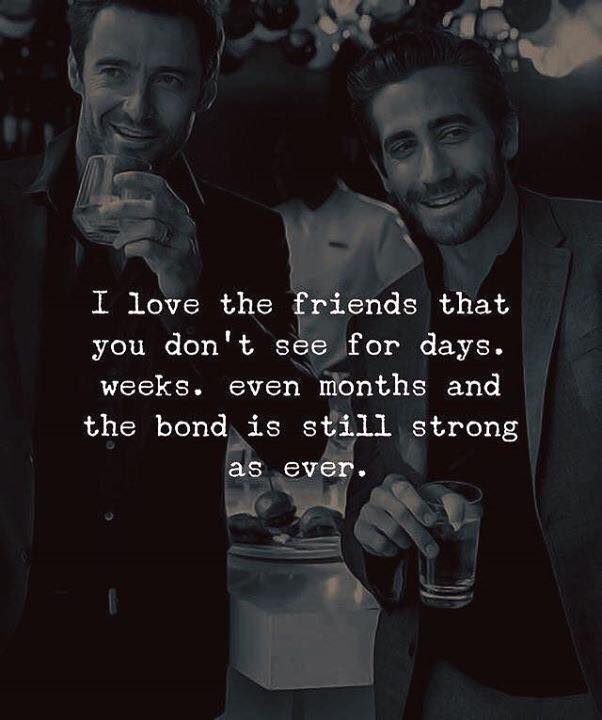 I love the friends that
you don't see for days.
weeks. even months and
the bond is still strong
as ever.